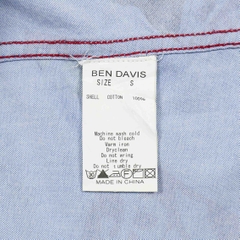 BEN DAVIS
SIZE S
SHELL COTTON 100%
Machine wash cold
Do not bleach
Warm iron
Dryclean
Do not wring
Line dry
Do not tumble dry
MADE IN CHINA